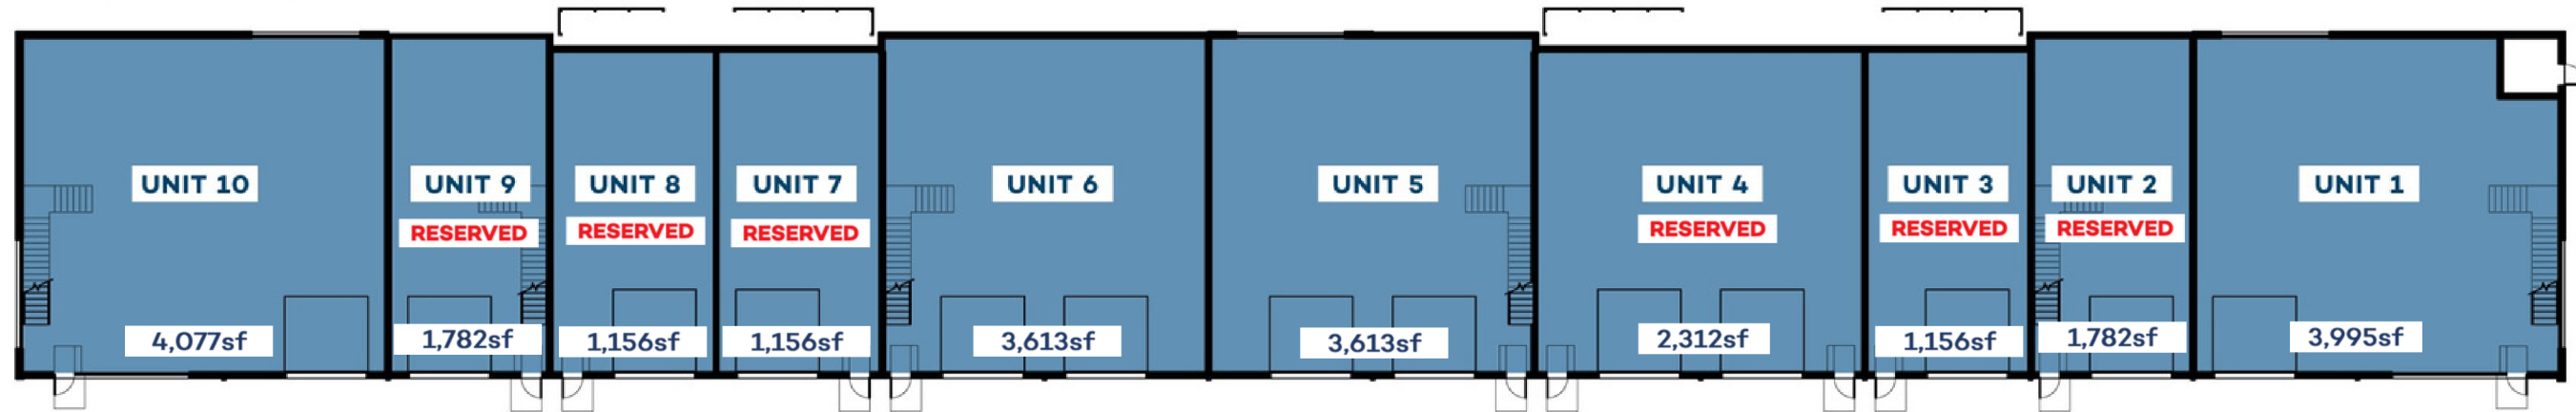 UNIT 10
4,077sf
UNIT 9
RESERVED
1,782sf
UNIT 8
RESERVED
1,156sf
UNIT 7
RESERVED
1,156sf
UNIT 6
3,613sf
UNIT 5
3,613sf
UNIT 4
RESERVED
2,312sf
UNIT 3
RESERVED
1,156sf
UNIT 2
RESERVED
1,782sf
UNIT 1
3,995sf